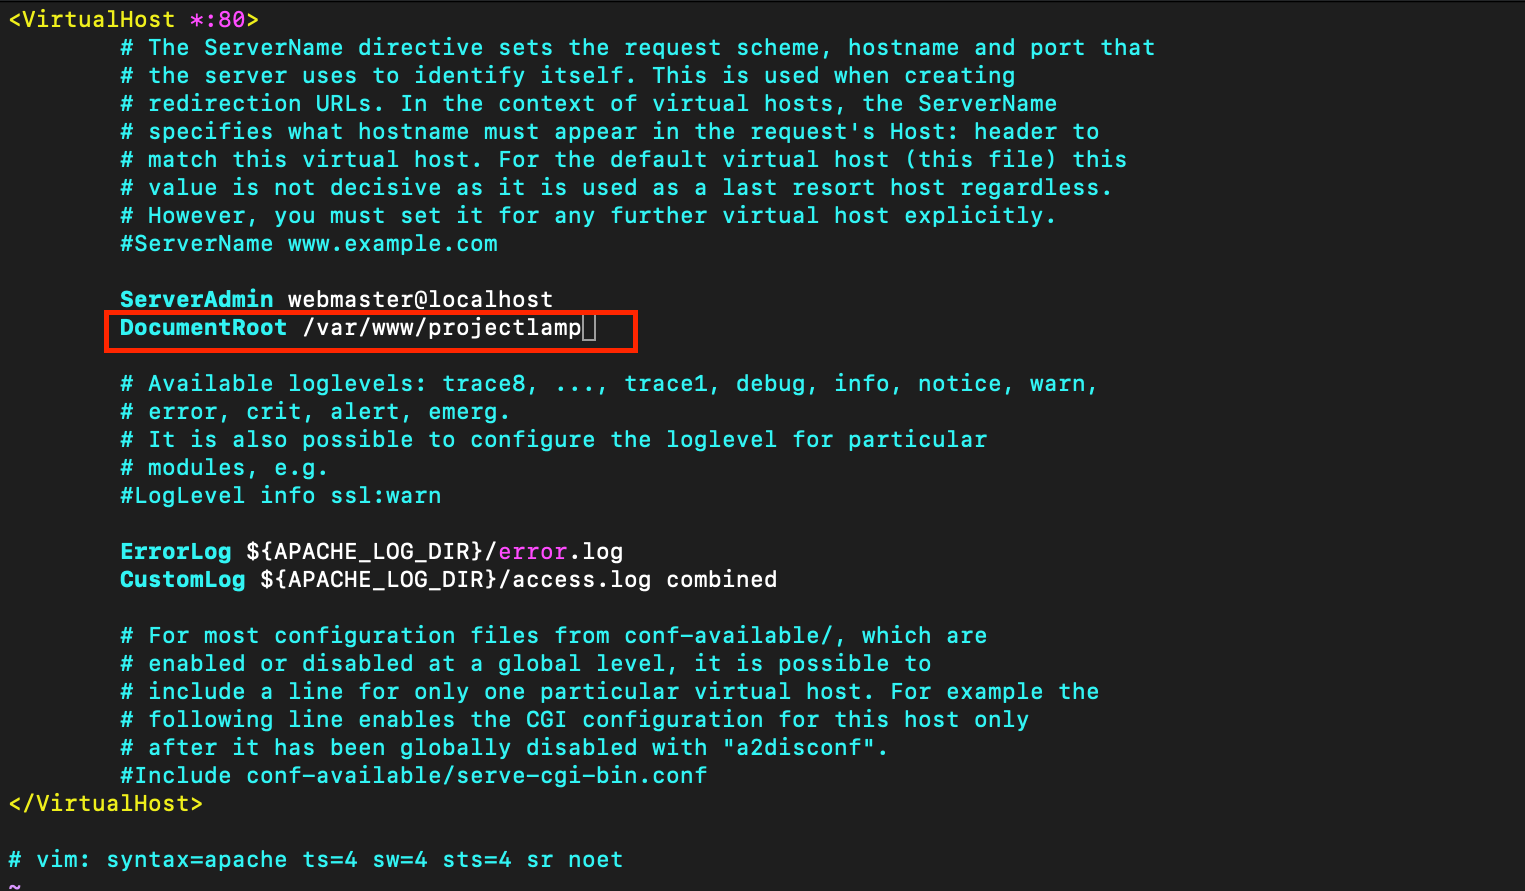 <VirtualHost *:80>
# The ServerName directive sets the request scheme, hostname and port that
# the server uses to identify itself. This is used when creating
# redirection URLs. In the context of virtual hosts, the ServerName
# specifies what hostname must appear in the request's Host: header to
# match this virtual host. For the default virtual host (this file) this
# value is not decisive as it is used as a last resort host regardless.
# However, you must set it for any further virtual host explicitly.
#ServerName www.example.com
ServerAdmin webmaster@localhost
DocumentRoot /var/www/projectlamp
# Available loglevels: trace8, ..., trace1, debug, info, notice, warn,
# error, crit, alert, emerg.
# It is also possible to configure the loglevel for particular
# modules, e.g.
#LogLevel info ssl:warn
ErrorLog ${APACHE_LOG_DIR}/error.log
CustomLog ${APACHE_LOG_DIR}/access.log combined
# For most configuration files from conf-available/, which are
# enabled or disabled at a global level, it is possible to
# include a line for only one particular virtual host. For example the
# following line enables the CGI configuration for this host only
# after it has been globally disabled with "a2disconf".
#Include conf-available/serve-cgi-bin.conf
</VirtualHost>
# vim: syntax=apache ts=4 sw=4 sts=4 sr noet
~